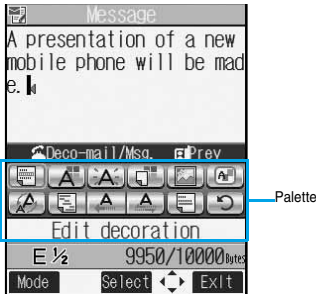 Message
A presentation of a new
mobile phone will be mad
e.
Deco-mail/Msg. Prev
Palette
Edit decoration
E ½ 9950/10000Bytes
Mode Select Exit